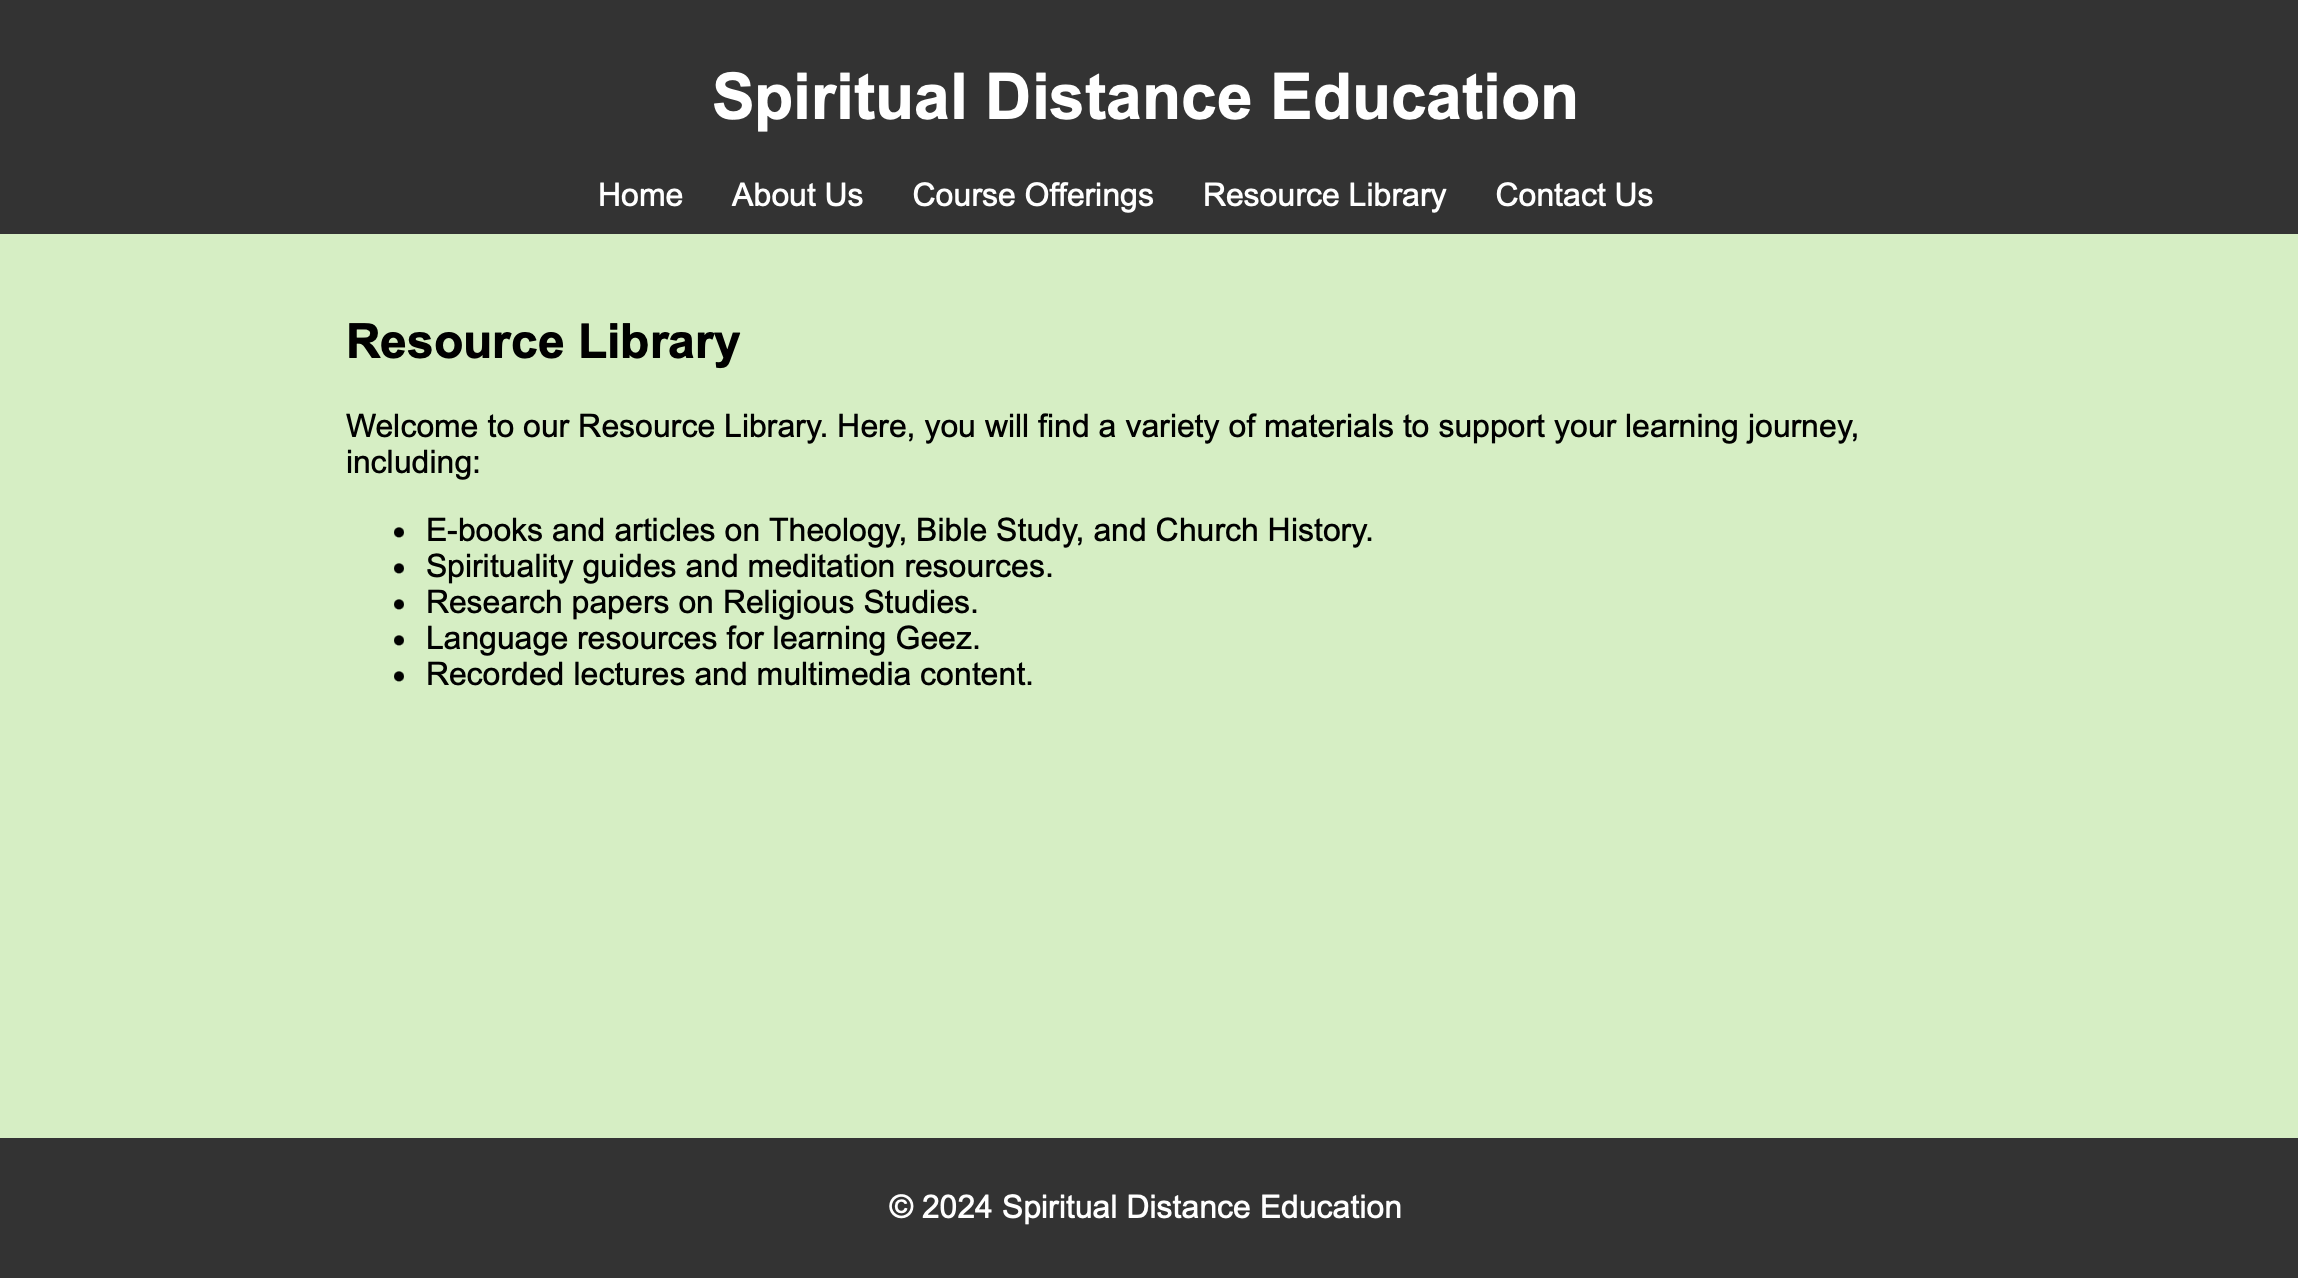 Spiritual Distance Education
Home About Us Course Offerings Resource Library Contact Us
Resource Library
Welcome to our Resource Library. Here, you will find a variety of materials to support your learning journey,
including:
• E-books and articles on Theology, Bible Study, and Church History.
• Spirituality guides and meditation resources.
• Research papers on Religious Studies.
• Language resources for learning Geez.
• Recorded lectures and multimedia content.
© 2024 Spiritual Distance Education